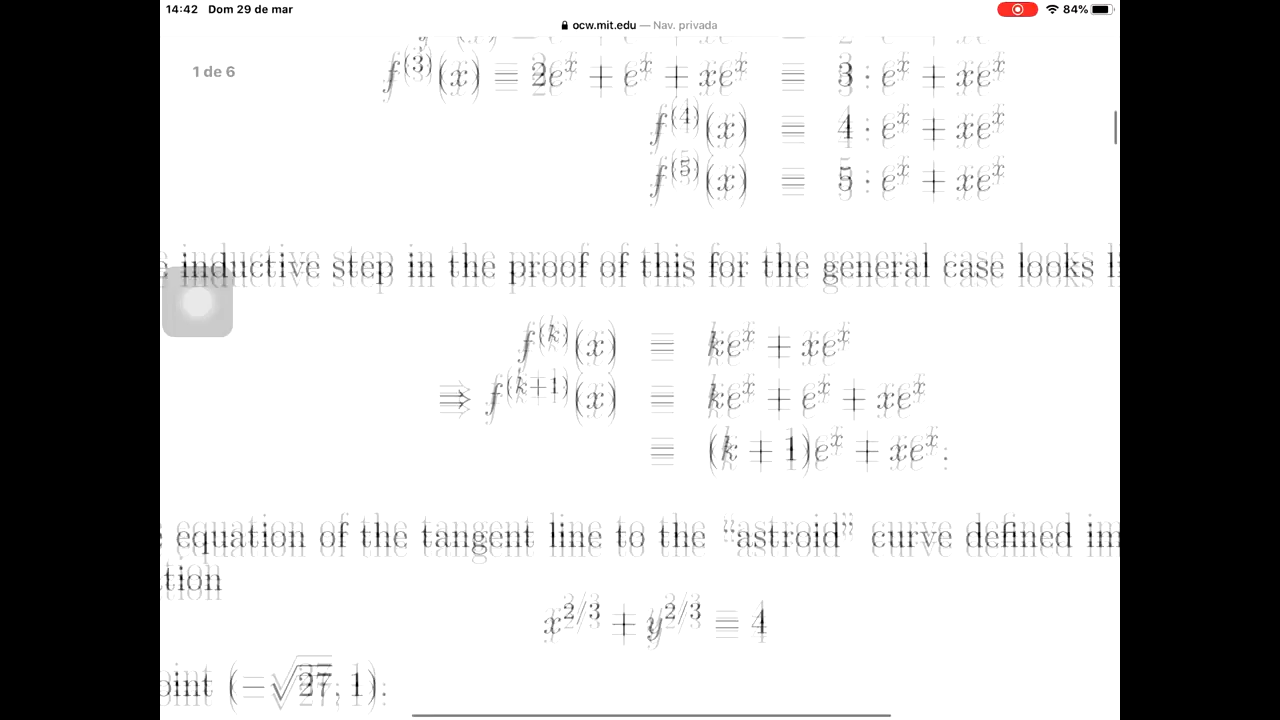 14:42 Dom 29 de mar
84%
ocw.mit.edu — Nav. privada
1 de 6
f^(3)(x) = 2e^x + e^x + xe^x = 3 · e^x + xe^x
f^(4)(x) = 4 · e^x + xe^x
f^(5)(x) = 5 · e^x + xe^x
inductive step in the proof of this for the general case looks
f^(k)(x) = ke^x + xe^x
⇒ f^(k+1)(x) = ke^x + e^x + xe^x
= (k + 1)e^x + xe^x.
equation of the tangent line to the “astroid” curve defined
x^2/3 + y^2/3 = 4
(−√27, 1).